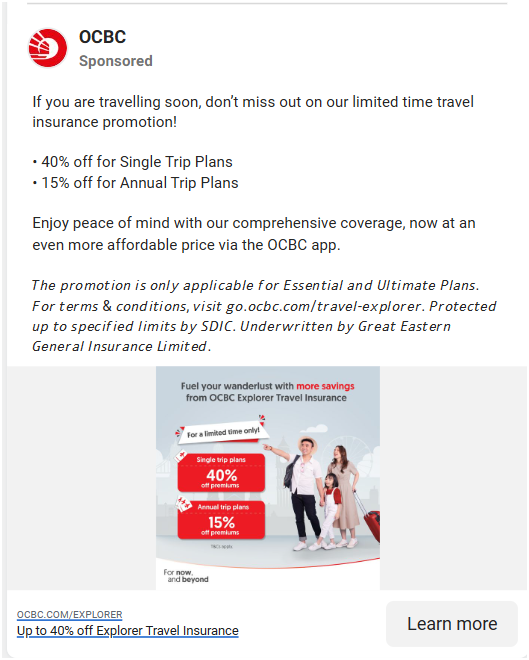 OCBC
Sponsored
If you are travelling soon, don't miss out on our limited time travel
insurance promotion!
• 40% off for Single Trip Plans
• 15% off for Annual Trip Plans
Enjoy peace of mind with our comprehensive coverage, now at an
even more affordable price via the OCBC app.
The promotion is only applicable for Essential and Ultimate Plans.
For terms & conditions, visit go.ocbc.com/travel-explorer. Protected
up to specified limits by SDIC. Underwritten by Great Eastern
General Insurance Limited.
Fuel your wanderlust with more savings
from OCBC Explorer Travel Insurance
For a limited time only!
Single trip plans
40%
off premiums
Annual trip plans
15%
off premiums
T&Cs apply.
For now,
and beyond
OCBC.COM/EXPLORER
Up to 40% off Explorer Travel Insurance
Learn more